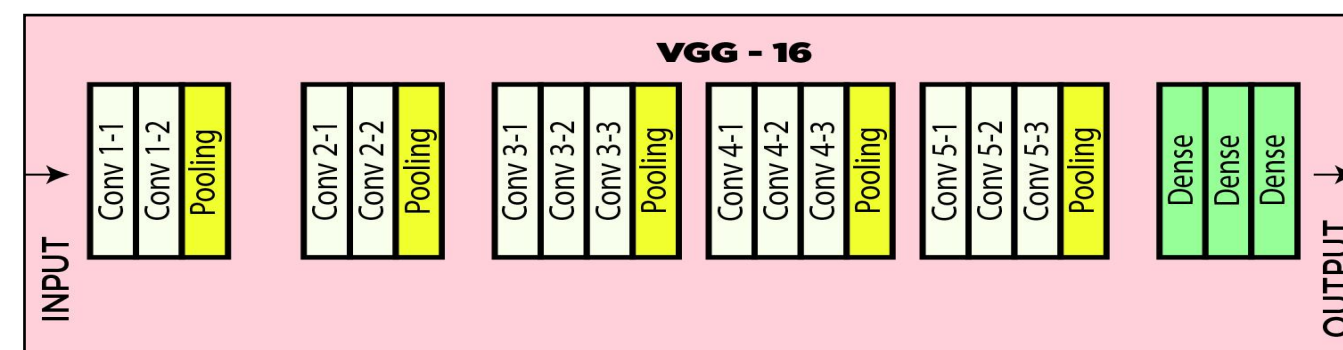 VGG - 16
INPUT
Conv 1-1
Conv 1-2
Pooling
Conv 2-1
Conv 2-2
Pooling
Conv 3-1
Conv 3-2
Conv 3-3
Pooling
Conv 4-1
Conv 4-2
Conv 4-3
Pooling
Conv 5-1
Conv 5-2
Conv 5-3
Pooling
Dense
Dense
Dense
OUTPUT